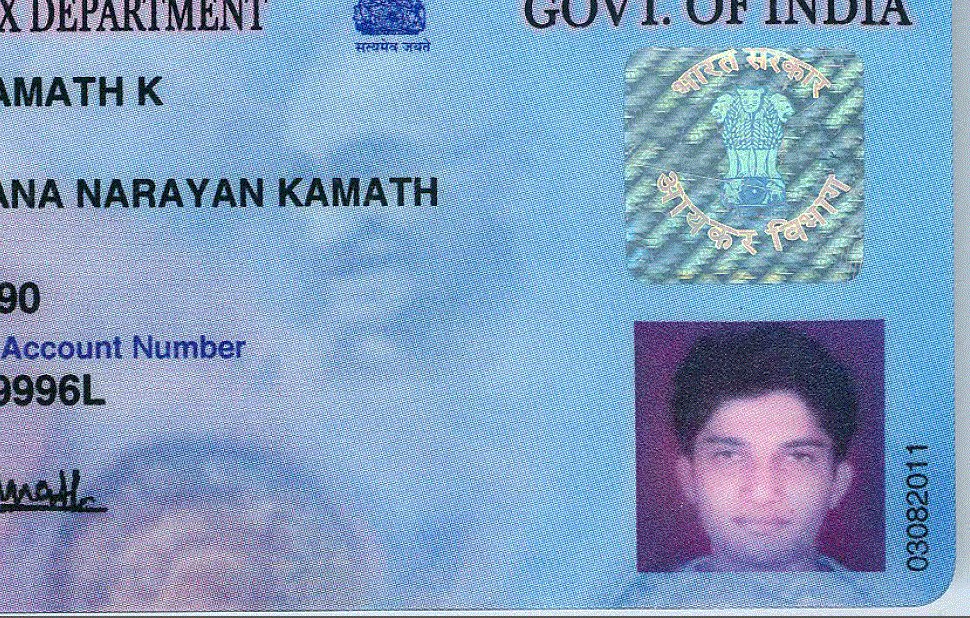 X DEPARTMENT
सत्यमेव जयते
GOVT. OF INDIA
AMATH K
ANA NARAYAN KAMATH
90
Account Number
9996L
भारत सरकार
आयकर विभाग
03082011